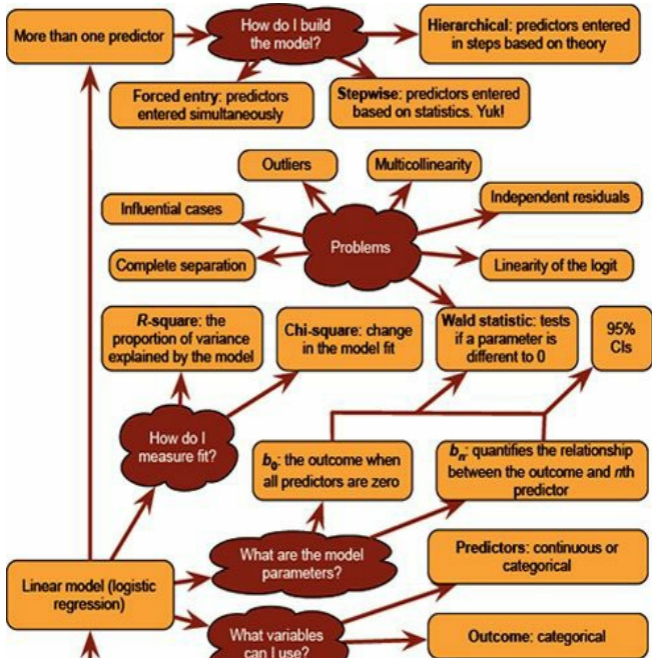 More than one predictor
How do I build
the model?
Hierarchical: predictors entered
in steps based on theory
Forced entry: predictors
entered simultaneously
Stepwise: predictors entered
based on statistics. Yuk!
Outliers
Multicollinearity
Influential cases
Independent residuals
Problems
Complete separation
Linearity of the logit
R-square: the
proportion of variance
explained by the model
Chi-square: change
in the model fit
Wald statistic: tests
if a parameter is
different to 0
95%
CIs
How do I
measure fit?
b0: the outcome when
all predictors are zero
bn: quantifies the relationship
between the outcome and nth
predictor
What are the model
parameters?
Predictors: continuous or
categorical
Linear model (logistic
regression)
What variables
can I use?
Outcome: categorical